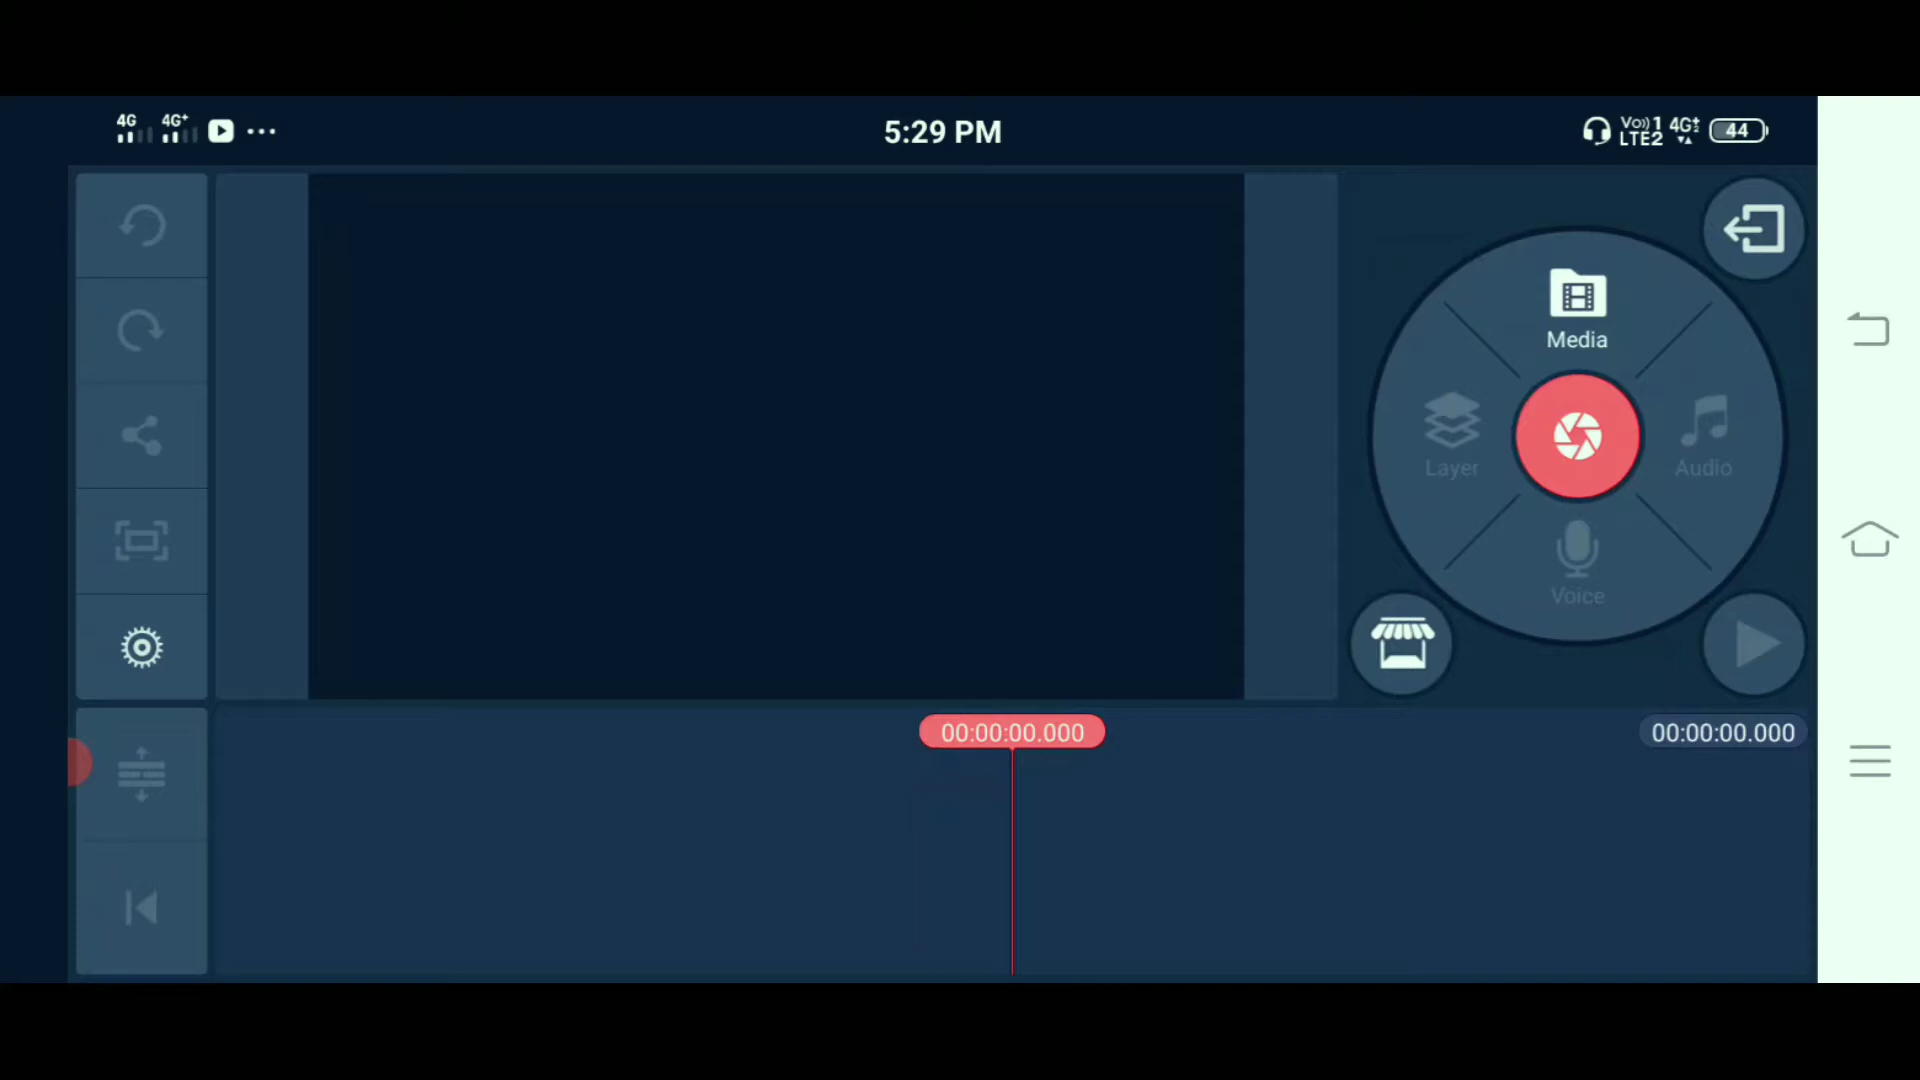 4G 4G+
5:29 PM
Vo)) 1 4G+
LTE2
44
Media
Layer
Audio
Voice
00:00:00.000
00:00:00.000